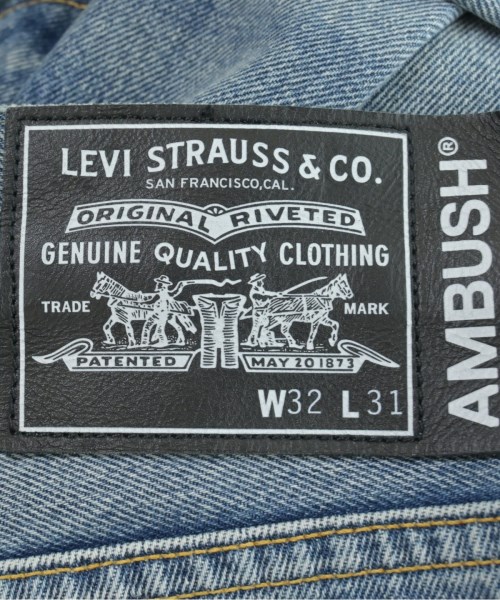 LEVI STRAUSS & CO.
SAN FRANCISCO, CAL.
ORIGINAL RIVETED
GENUINE QUALITY CLOTHING
TRADE MARK
PATENTED MAY 20 1873
W32 L31
AMBUSH®